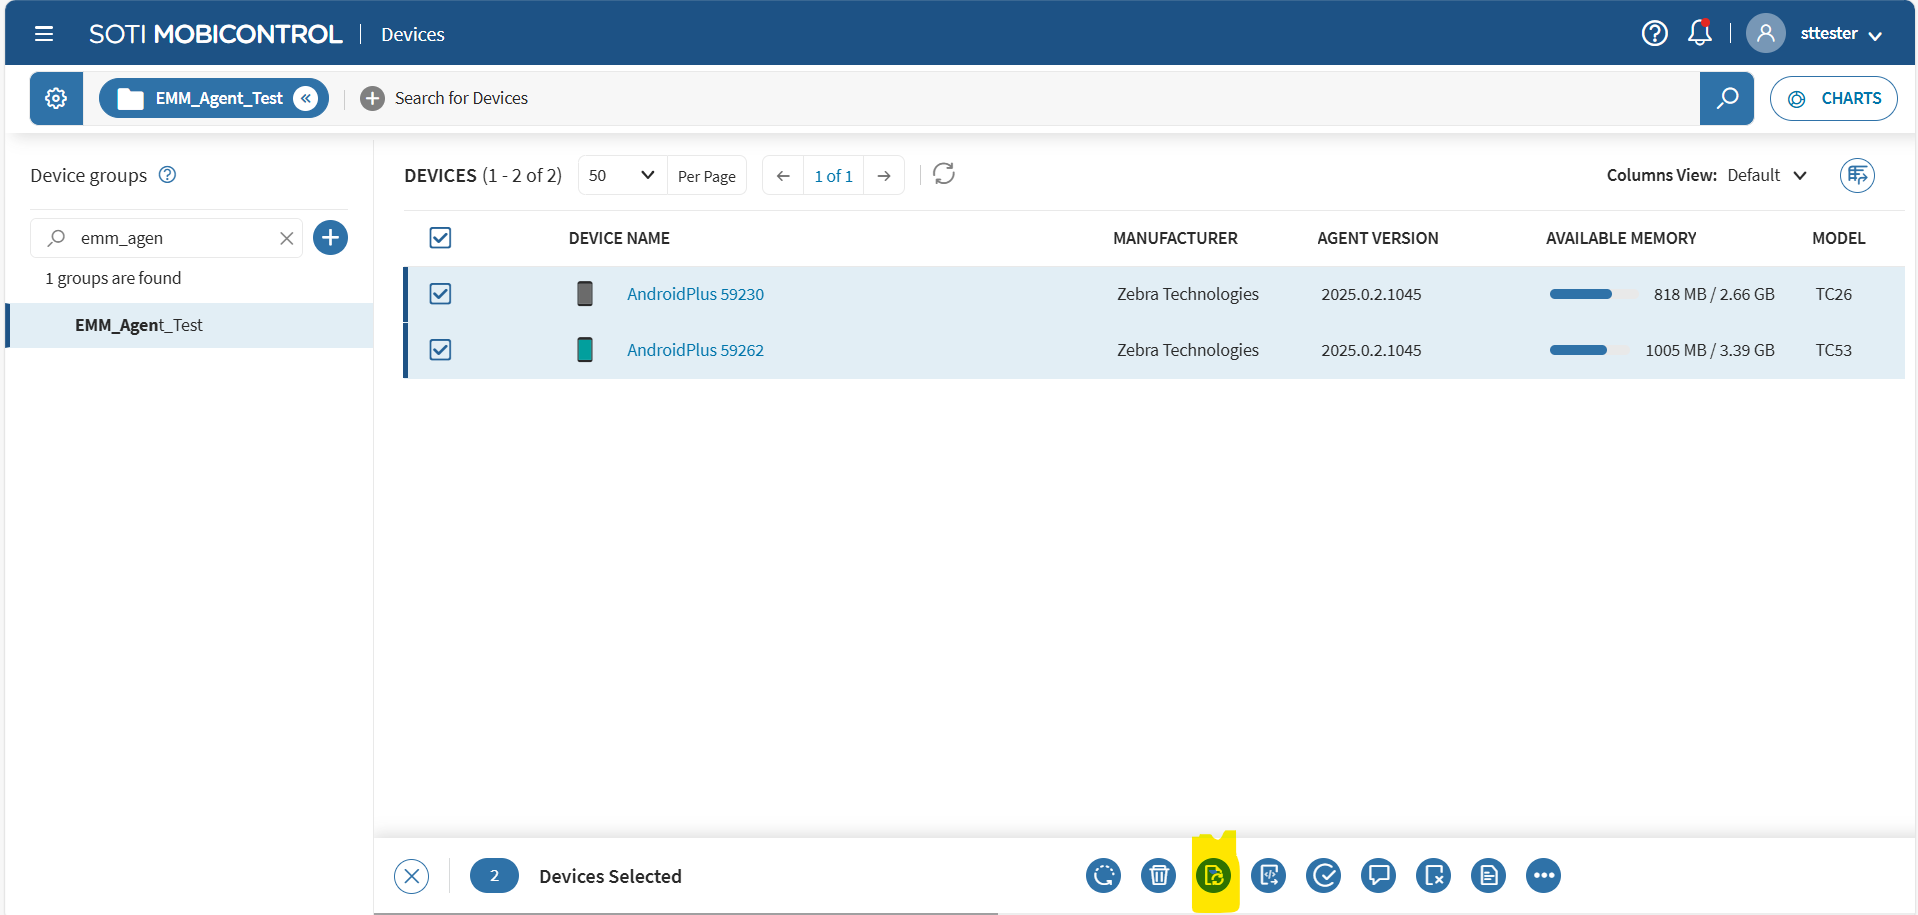 SOTI MOBICONTROL Devices sttester
EMM_Agent_Test Search for Devices CHARTS
Device groups
DEVICES (1 - 2 of 2) 50 Per Page 1 of 1 Columns View: Default
emm_agen
1 groups are found
EMM_Agent_Test
DEVICE NAME MANUFACTURER AGENT VERSION AVAILABLE MEMORY MODEL
AndroidPlus 59230 Zebra Technologies 2025.0.2.1045 818 MB / 2.66 GB TC26
AndroidPlus 59262 Zebra Technologies 2025.0.2.1045 1005 MB / 3.39 GB TC53
2 Devices Selected